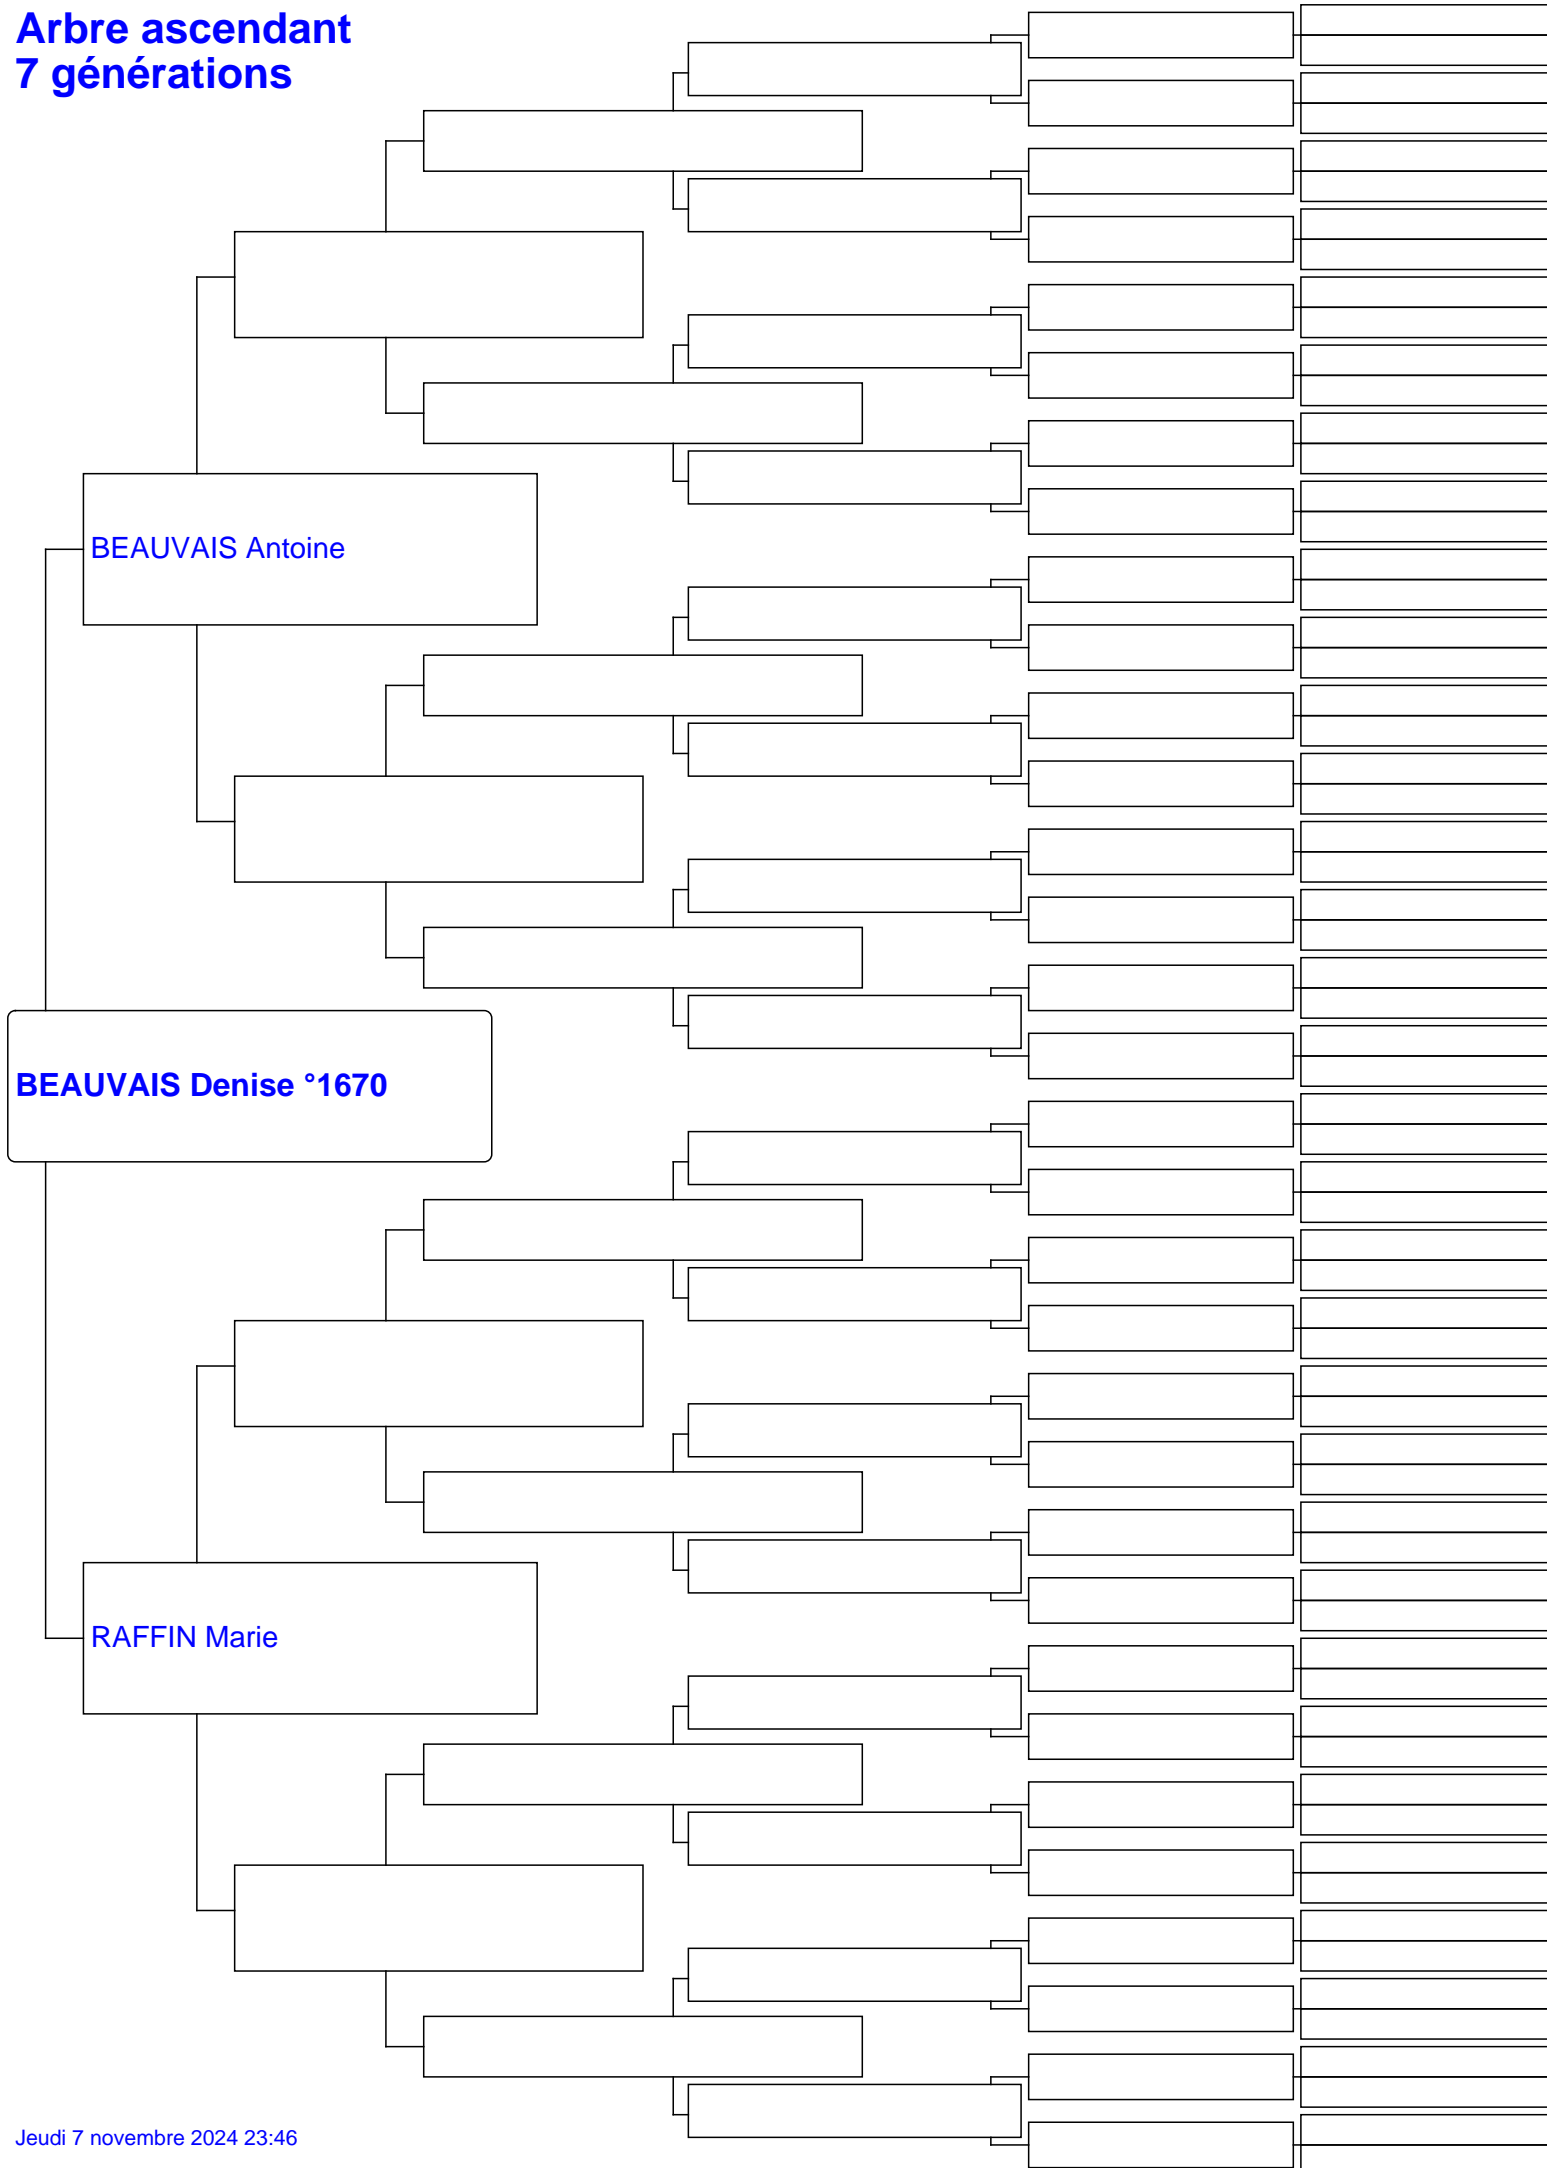 Arbre ascendant
7 générations
BEAUVAIS Antoine
BEAUVAIS Denise °1670
RAFFIN Marie
Jeudi 7 novembre 2024 23:46